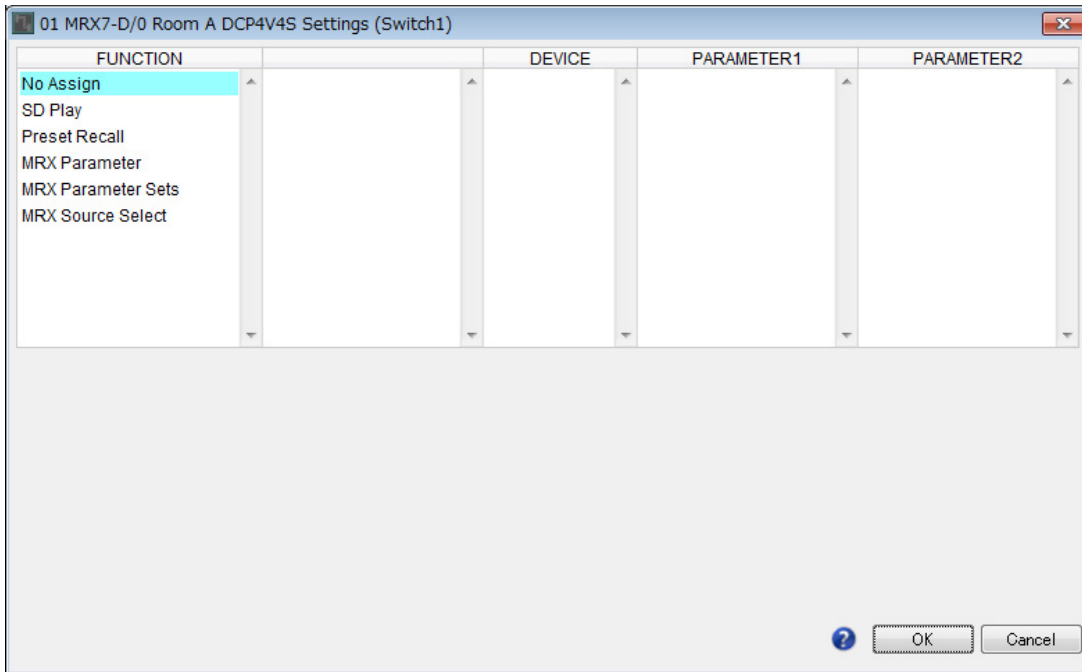 01 MRX7-D/0 Room A DCP4V4S Settings (Switch1)
FUNCTION DEVICE PARAMETER1 PARAMETER2
No Assign
SD Play
Preset Recall
MRX Parameter
MRX Parameter Sets
MRX Source Select
? OK Cancel